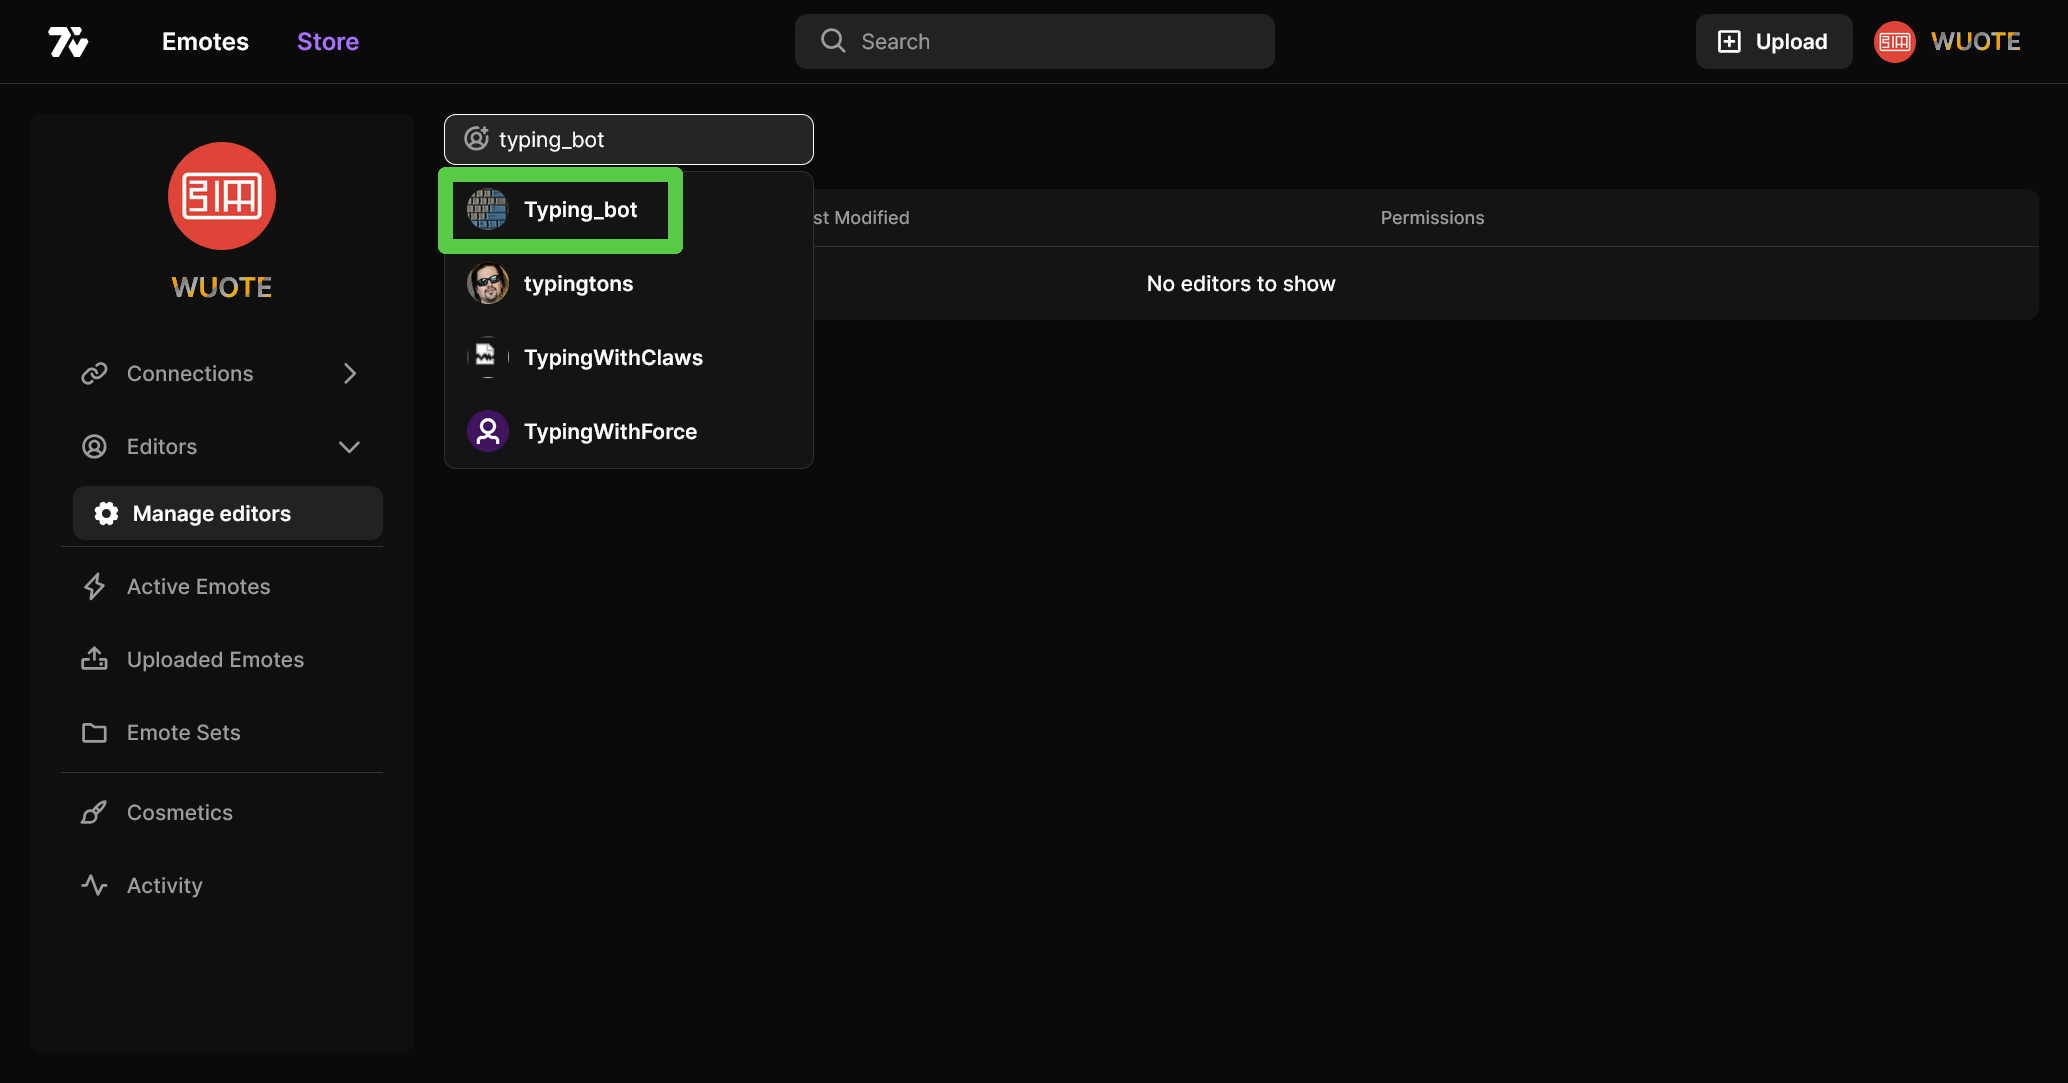 Emotes
Store
Search
Upload
WUOTE
WUOTE
Connections
Editors
Manage editors
Active Emotes
Uploaded Emotes
Emote Sets
Cosmetics
Activity
typing_bot
Typing_bot
typingtons
TypingWithClaws
TypingWithForce
st Modified
Permissions
No editors to show